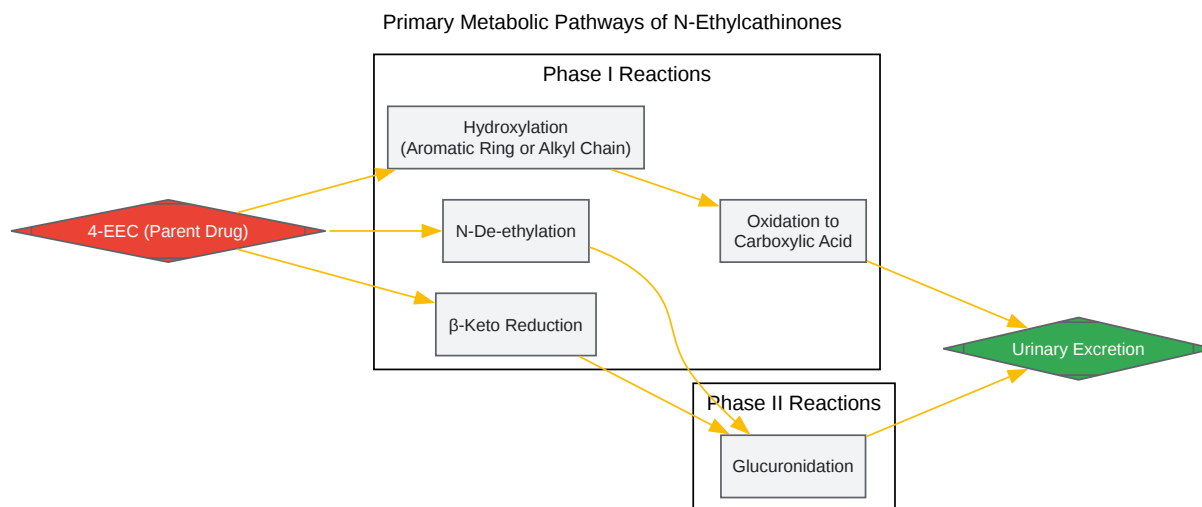 Primary Metabolic Pathways of N-Ethylcathinones
Phase I Reactions
Hydroxylation
(Aromatic Ring or Alkyl Chain)
4-EEC (Parent Drug)
N-De-ethylation
Oxidation to
Carboxylic Acid
β-Keto Reduction
Urinary Excretion
Phase II Reactions
Glucuronidation